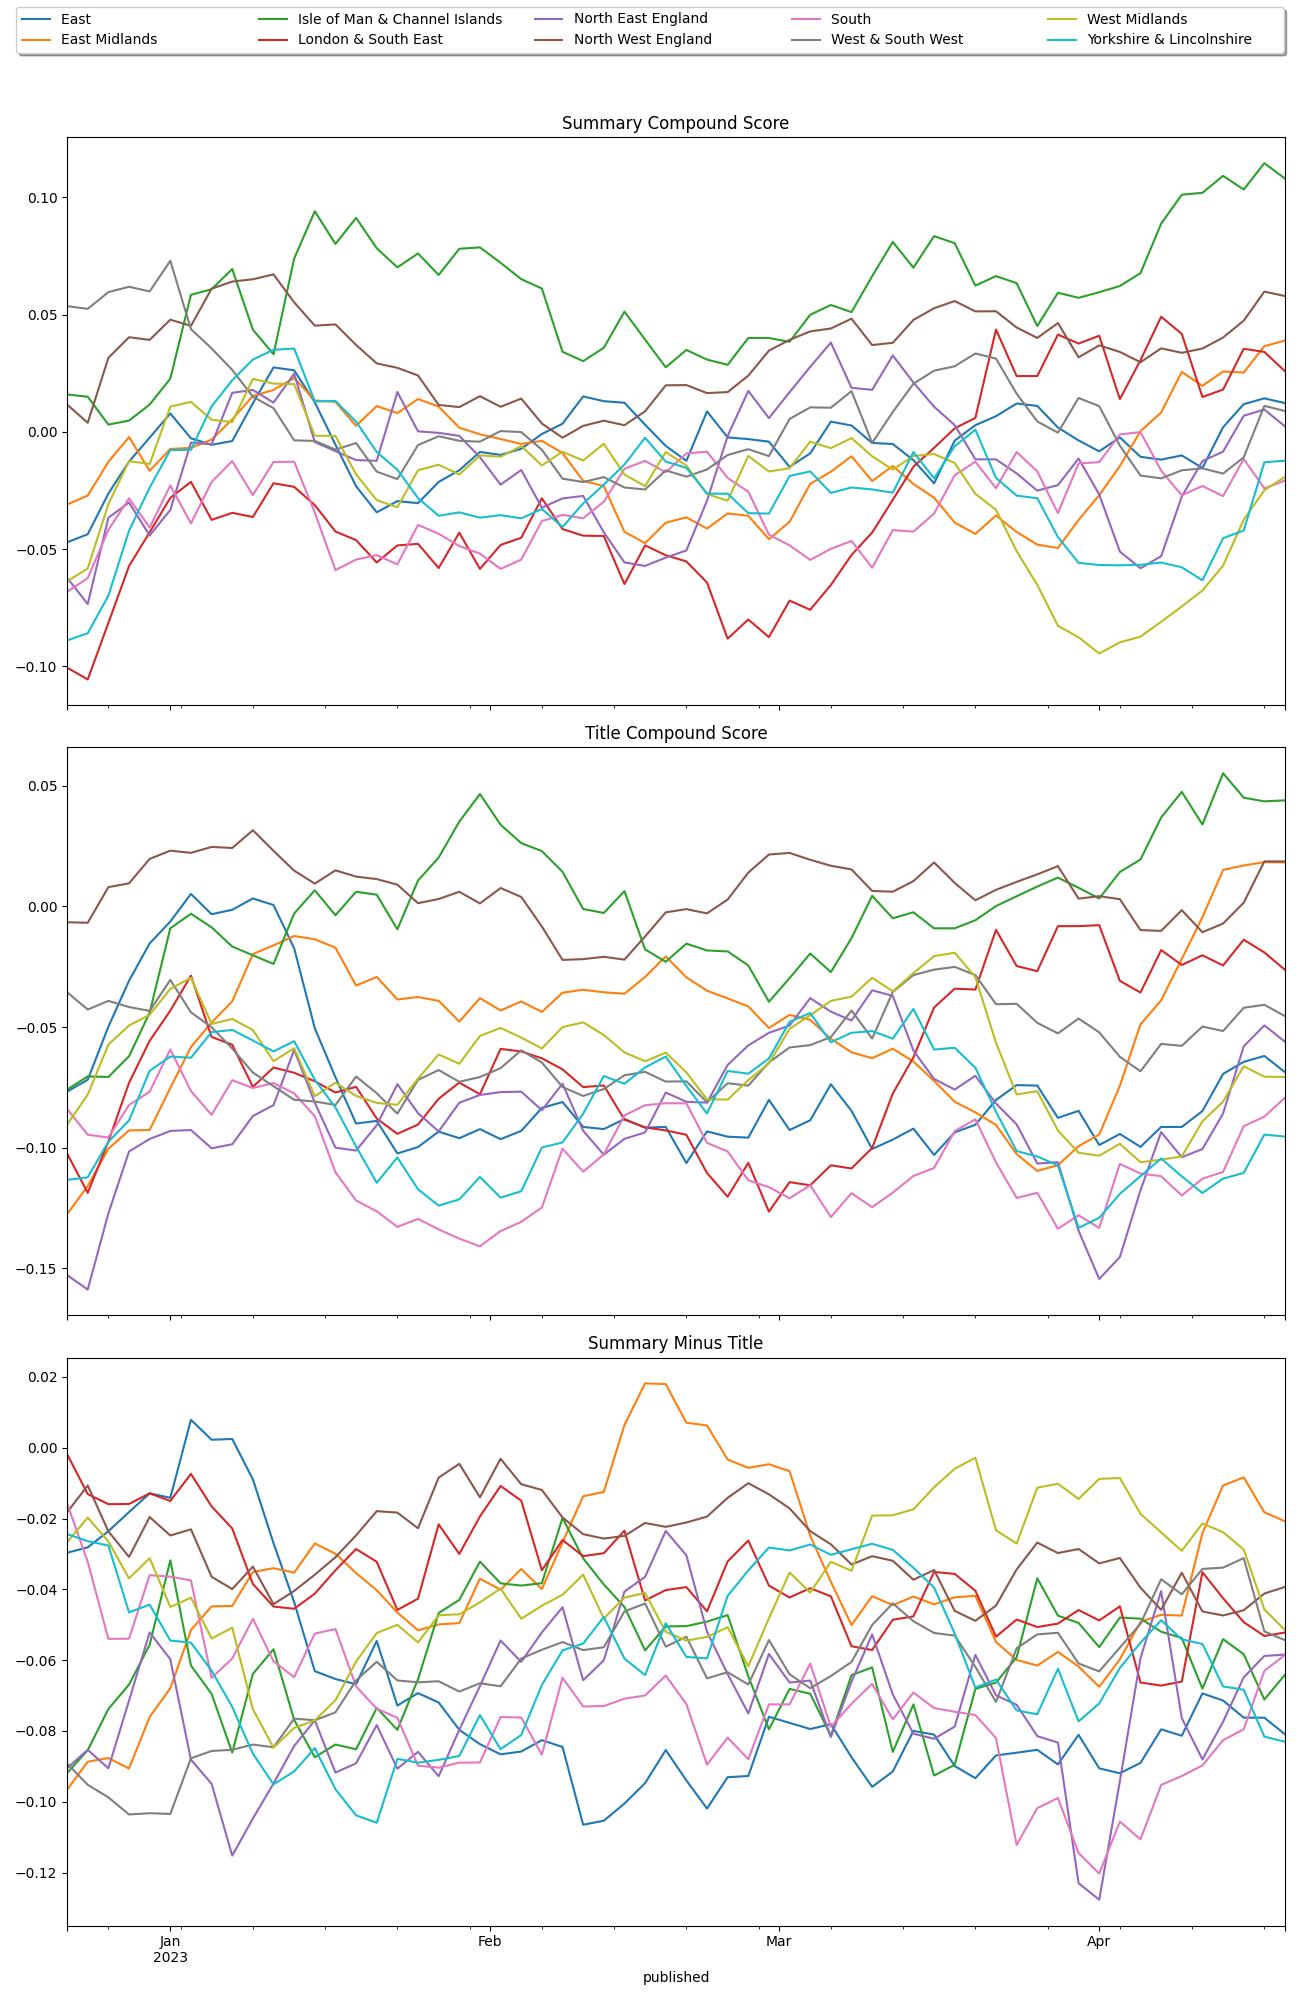 East
East Midlands
Isle of Man & Channel Islands
London & South East
North East England
North West England
South
West & South West
West Midlands
Yorkshire & Lincolnshire
Summary Compound Score
0.10
0.05
0.00
−0.05
−0.10
Title Compound Score
0.05
0.00
−0.05
−0.10
−0.15
Summary Minus Title
0.02
0.00
−0.02
−0.04
−0.06
−0.08
−0.10
−0.12
Jan
2023
Feb
Mar
Apr
published